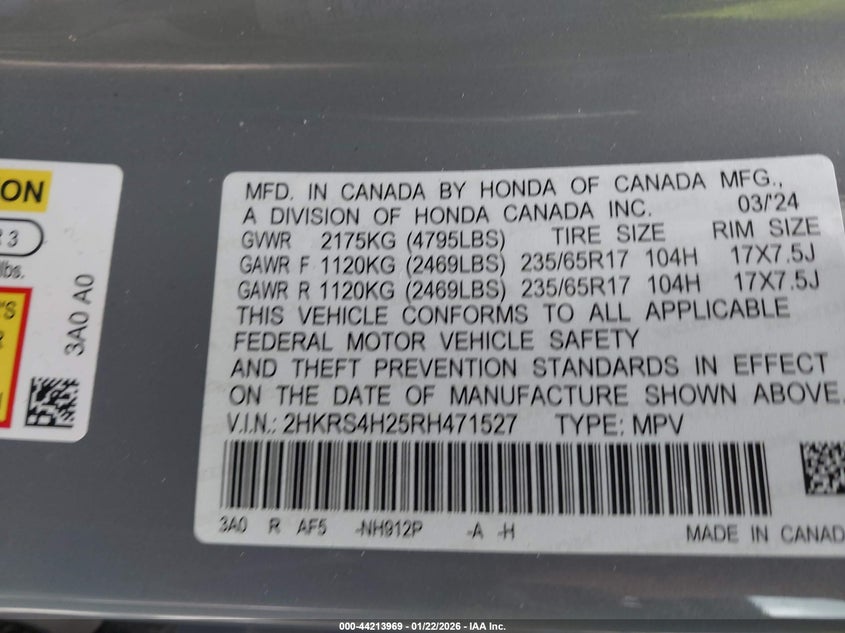 ON
R 3
lbs.
'S
3A0 A0
MFD. IN CANADA BY HONDA OF CANADA MFG.,
A DIVISION OF HONDA CANADA INC. 03/'24
GVWR 2175KG (4795LBS) TIRE SIZE RIM SIZE
GAWR F 1120KG (2469LBS) 235/65R17 104H 17X7.5J
GAWR R 1120KG (2469LBS) 235/65R17 104H 17X7.5J
THIS VEHICLE CONFORMS TO ALL APPLICABLE
FEDERAL MOTOR VEHICLE SAFETY
AND THEFT PREVENTION STANDARDS IN EFFECT
ON THE DATE OF MANUFACTURE SHOWN ABOVE.
V.I.N.: 2HKRS4H25RH471527 TYPE: MPV
3A0 R AF5 -NH912P -A -H
MADE IN CANAD
000-44213969 - 01/22/2026 - IAA Inc.